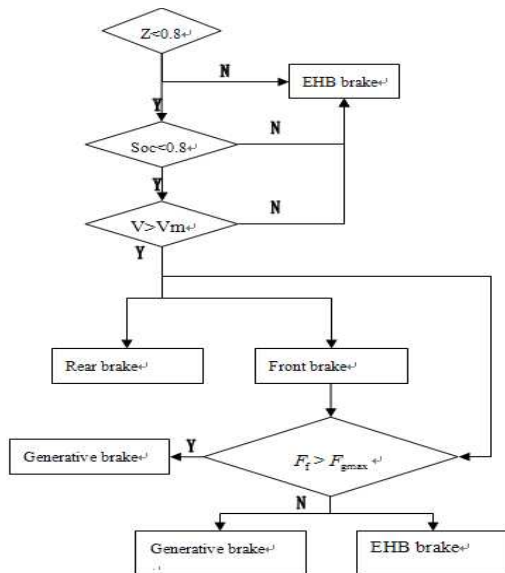 Z<0.8↵
N
EHB brake↵
Y
Soc<0.8↵
N
Y
V>Vm↵
N
Y
Rear brake↵
Front brake↵
Y
Generative brake↵
F_f > F_gmax ↵
N
Generative brake↵
EHB brake↵